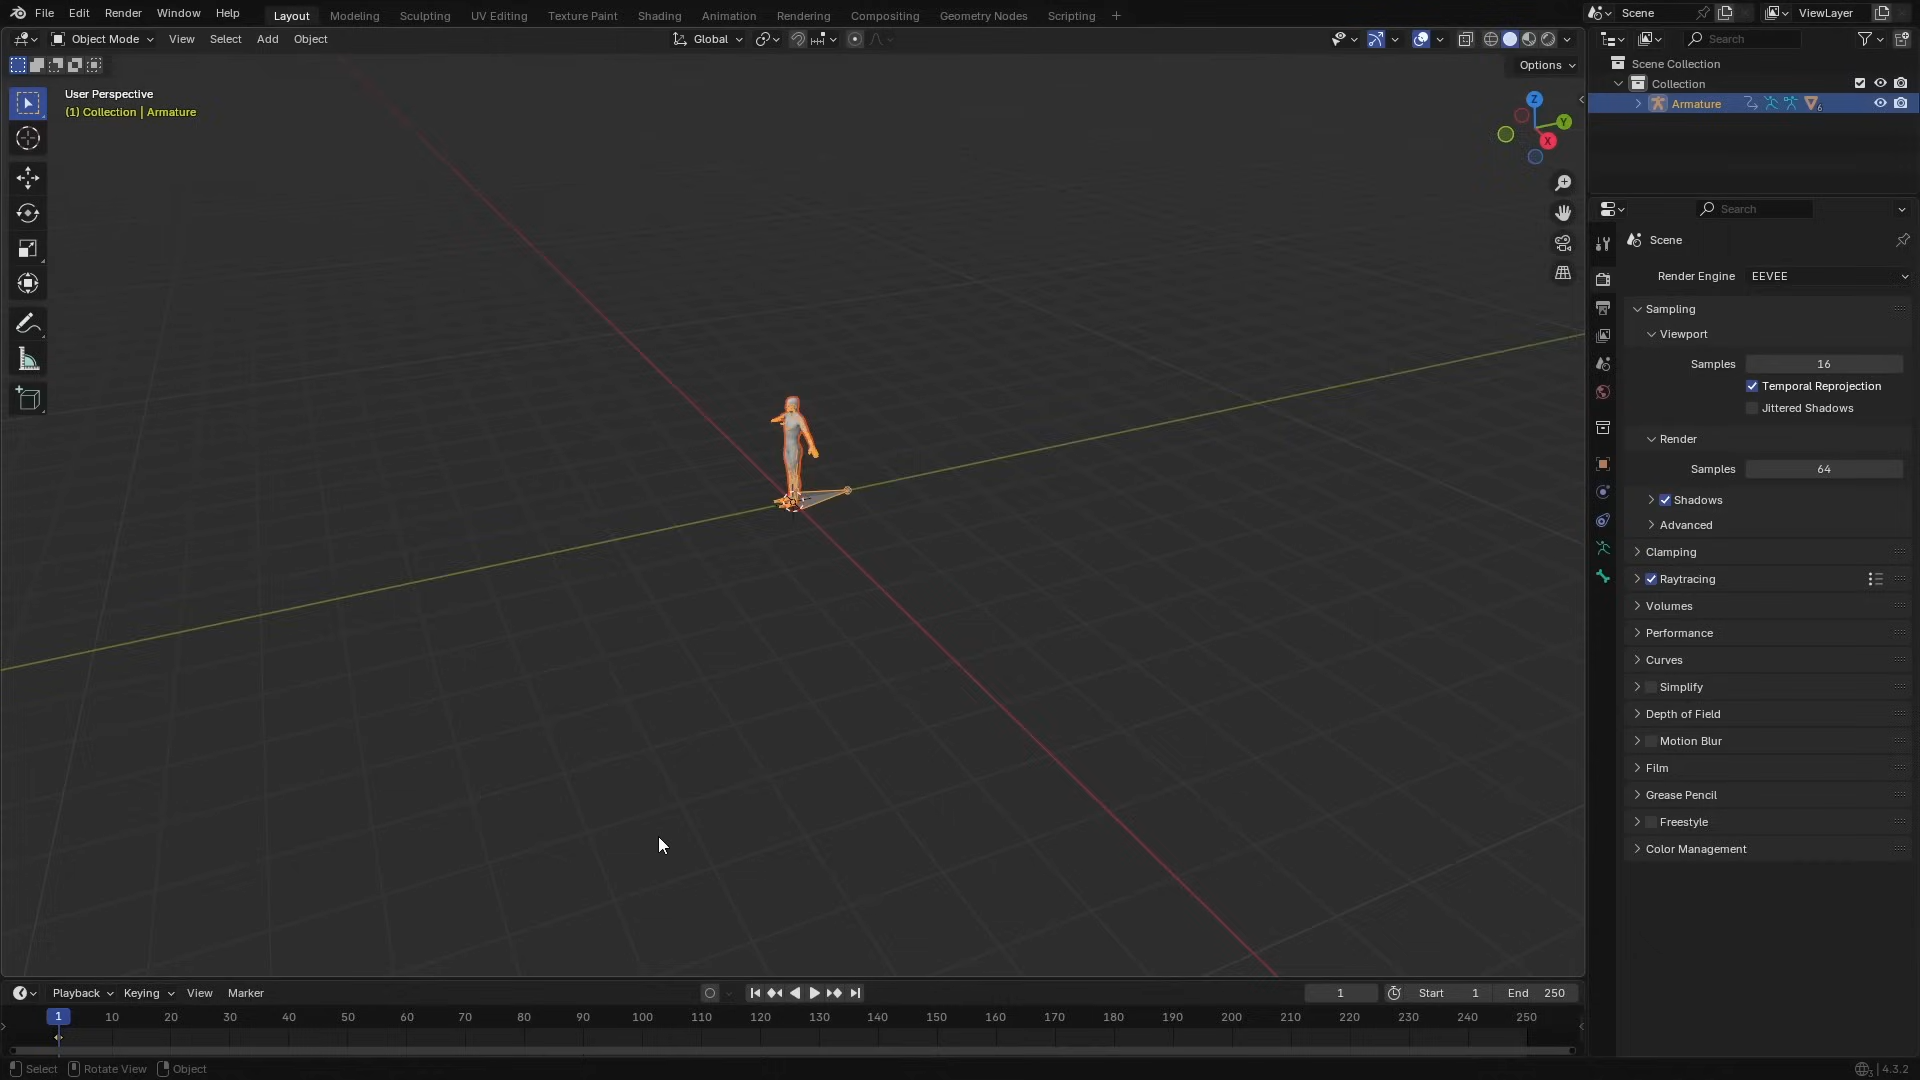 File Edit Render Window Help Layout Modeling Sculpting UV Editing Texture Paint Shading Animation Rendering Compositing Geometry Nodes Scripting + Scene ViewLayer
Object Mode View Select Add Object Global Search
Options
User Perspective
(1) Collection | Armature
Z
Y
X
Scene Collection
Collection
Armature 6
Search
Scene
Render Engine EEVEE
Sampling
Viewport
Samples 16
Temporal Reprojection
Jittered Shadows
Render
Samples 64
Shadows
Advanced
Clamping
Raytracing
Volumes
Performance
Curves
Simplify
Depth of Field
Motion Blur
Film
Grease Pencil
Freestyle
Color Management
Playback Keying View Marker 1 Start 1 End 250
1 10 20 30 40 50 60 70 80 90 100 110 120 130 140 150 160 170 180 190 200 210 220 230 240 250
Select Rotate View Object 4.3.2